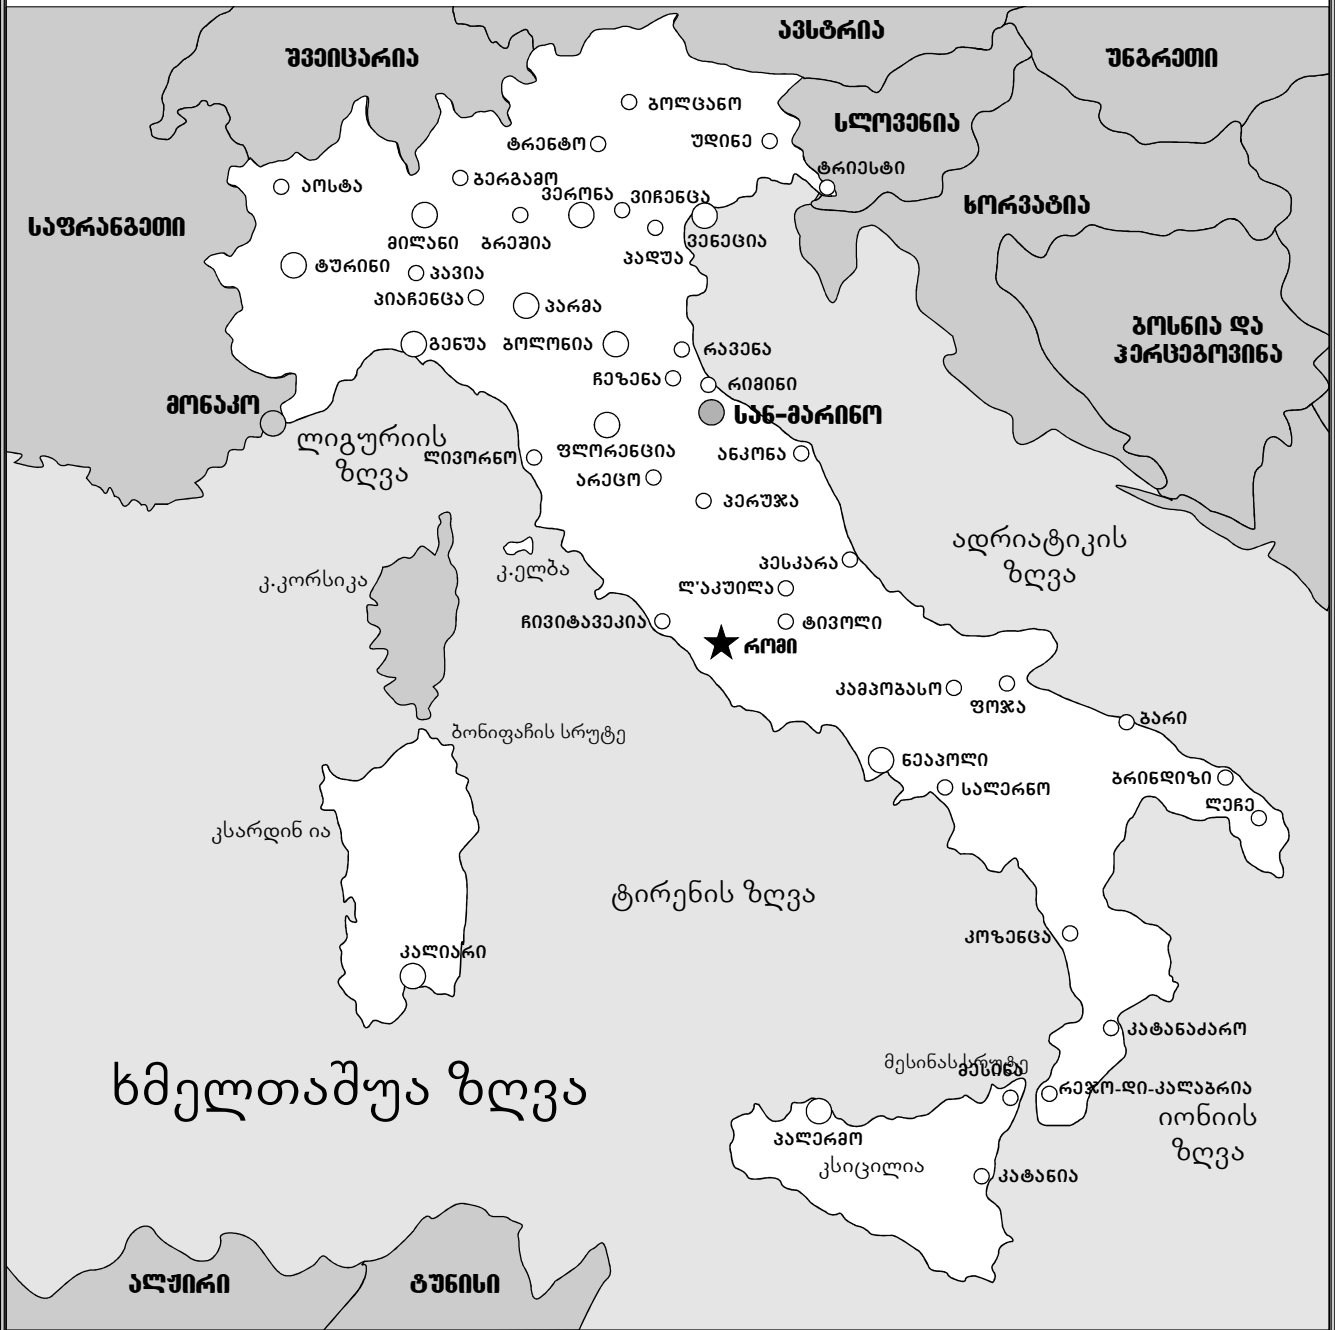 ავსტრია
შვეიცარია
უნგრეთი
ბოლცანო
სლოვენია
ტრენტო
უდინე
ტრიესტი
აოსტა
ბერგამო
ვერონა
ვიჩენცა
საფრანგეთი
ხორვატია
მილანი
ბრეშია
ვენეცია
პადუა
ტურინი
პავია
პიაჩენცა
პარმა
ბოსნია და
ჰერცეგოვინა
გენუა
ბოლონია
რავენა
ჩეზენა
რიმინი
მონაკო
სან-მარინო
ლიგურიის
ზღვა
ლივორნო
ფლორენცია
ანკონა
არეცო
პერუჯა
ადრიატიკის
ზღვა
პესკარა
კ.ელბა
კ.კორსიკა
ლ'აკუილა
ჩივიტავეკია
ტივოლი
რომი
კამპობასო
ფოჯა
ბარი
ბონიფაჩის სრუტე
ნეაპოლი
ბრინდიზი
სალერნო
ლეჩე
კსარდინ ია
ტირენის ზღვა
კოზენცა
კალიარი
კატანაძარო
მესინას სრუტე
მესინა
ხმელთაშუა ზღვა
რეჯო-დი-კალაბრია
იონიის
ზღვა
პალერმო
კსიცილია
კატანია
ალჟირი
ტუნისი